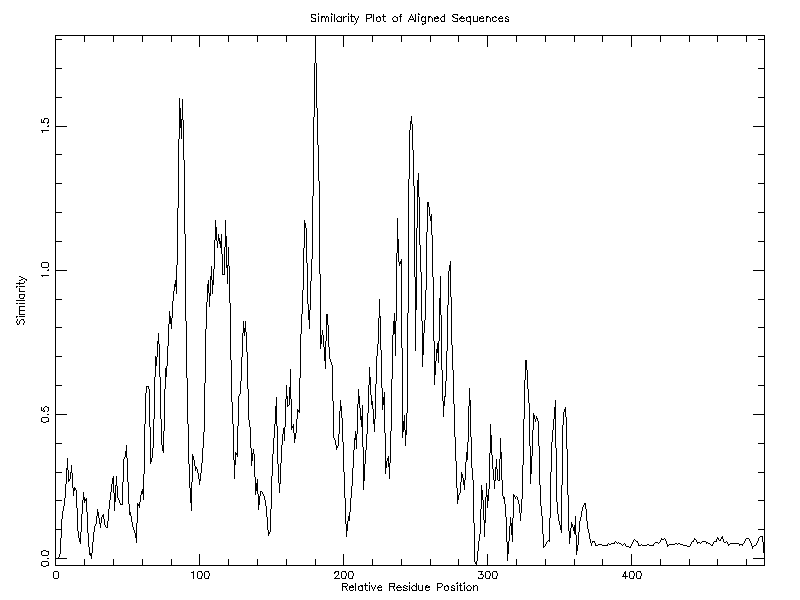 Similarity Plot of Aligned Sequences
1.5
1.0
0.5
0.0
Similarity
0 100 200 300 400
Relative Residue Position